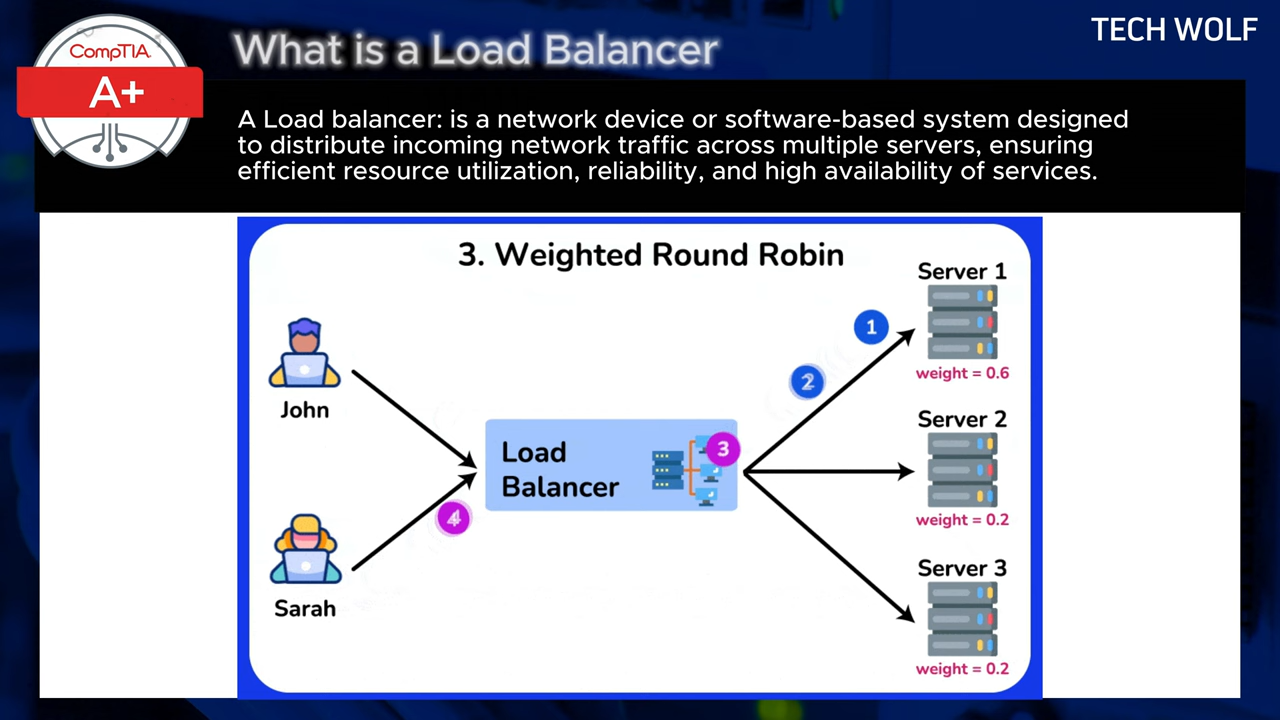 CompTIA.
A+
What is a Load Balancer
TECH WOLF
A Load balancer: is a network device or software-based system designed
to distribute incoming network traffic across multiple servers, ensuring
efficient resource utilization, reliability, and high availability of services.
3. Weighted Round Robin
Server 1
1
2
weight = 0.6
John
Server 2
Load
Balancer
3
4
weight = 0.2
Server 3
Sarah
weight = 0.2